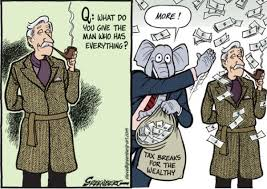 Q.: WHAT DO
YOU GIVE THE
MAN WHO HAS
EVERYTHING?
MORE!
TAX BREAKS
FOR THE
WEALTHY